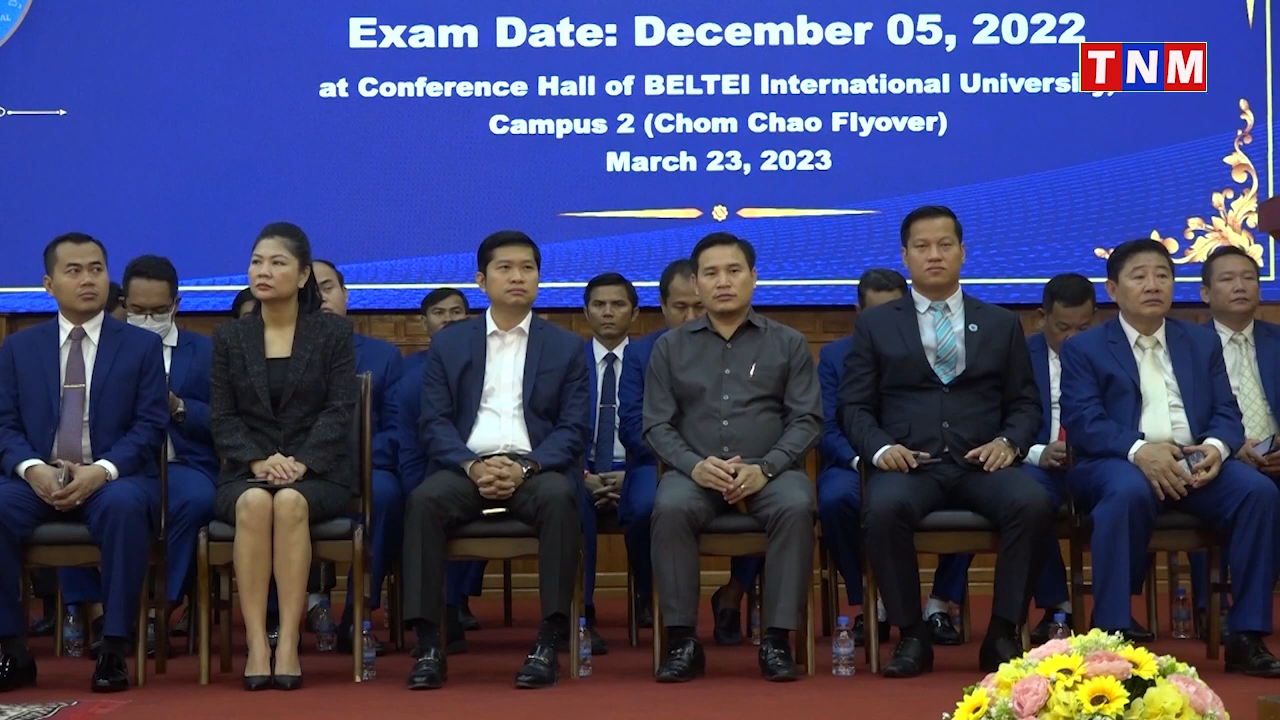 Exam Date: December 05, 2022
TNM
at Conference Hall of BELTEI International University,
Campus 2 (Chom Chao Flyover)
March 23, 2023